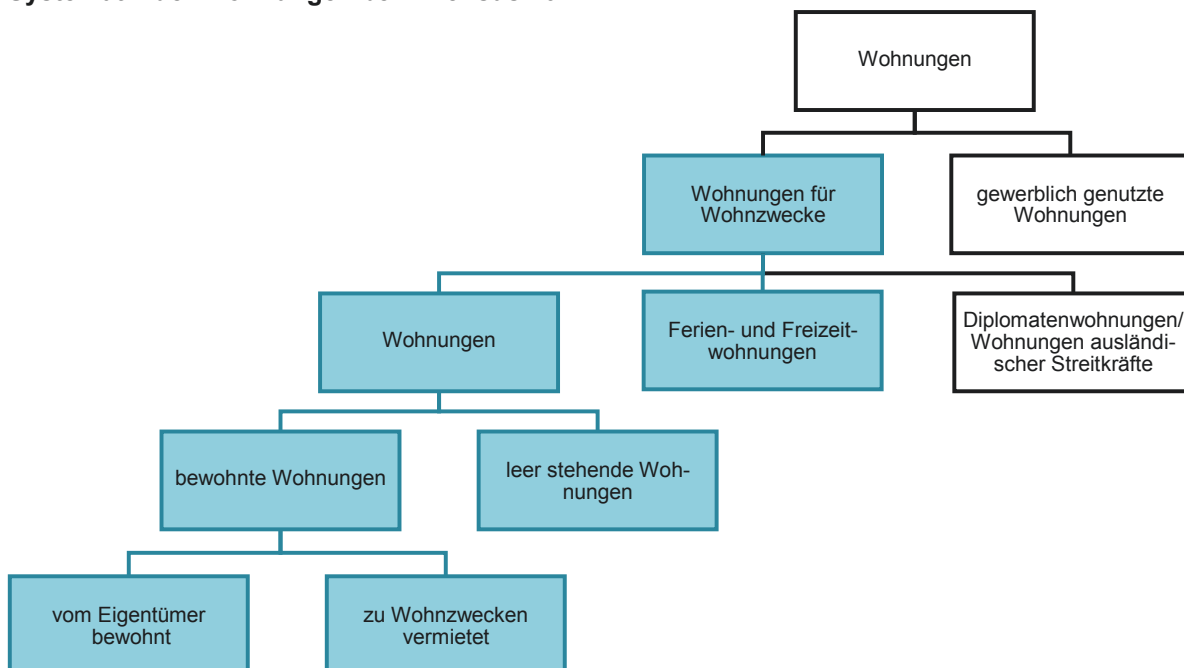 Wohnungen
Wohnungen für
Wohnzwecke
gewerblich genutzte
Wohnungen
Wohnungen
Ferien- und Freizeit-
wohnungen
Diplomatenwohnungen/
Wohnungen ausländi-
scher Streitkräfte
bewohnte Wohnungen
leer stehende Woh-
nungen
vom Eigentümer
bewohnt
zu Wohnzwecken
vermietet